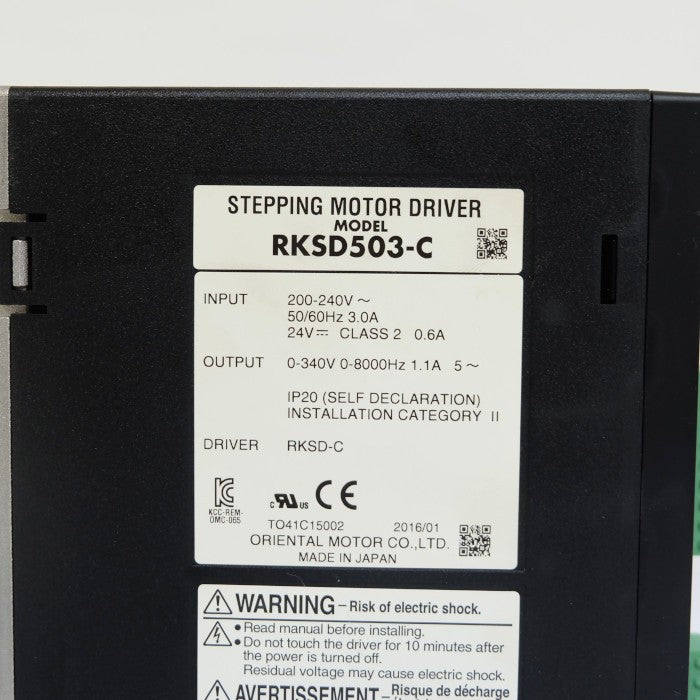 STEPPING MOTOR DRIVER
MODEL
RKSD503-C
INPUT 200-240V ~
50/60Hz 3.0A
24V⎓ CLASS 2 0.6A
OUTPUT 0-340V 0-8000Hz 1.1A 5~
IP20 (SELF DECLARATION)
INSTALLATION CATEGORY II
DRIVER RKSD-C
KCC-REM-
OMC-065
c RU us CE
TO41C15002 2016/01
ORIENTAL MOTOR CO.,LTD.
MADE IN JAPAN
WARNING – Risk of electric shock.
• Read manual before installing.
• Do not touch the driver for 10 minutes after
the power is turned off.
Residual voltage may cause electric shock.
AVERTISSEMENT – Risque de décharge